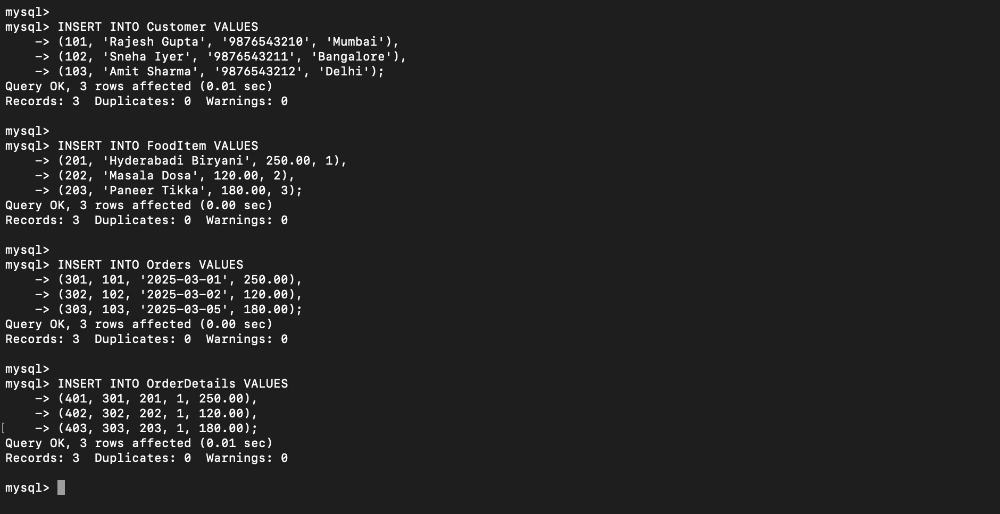 mysql>
mysql> INSERT INTO Customer VALUES
    -> (101, 'Rajesh Gupta', '9876543210', 'Mumbai'),
    -> (102, 'Sneha Iyer', '9876543211', 'Bangalore'),
    -> (103, 'Amit Sharma', '9876543212', 'Delhi');
Query OK, 3 rows affected (0.01 sec)
Records: 3  Duplicates: 0  Warnings: 0

mysql>
mysql> INSERT INTO FoodItem VALUES
    -> (201, 'Hyderabadi Biryani', 250.00, 1),
    -> (202, 'Masala Dosa', 120.00, 2),
    -> (203, 'Paneer Tikka', 180.00, 3);
Query OK, 3 rows affected (0.00 sec)
Records: 3  Duplicates: 0  Warnings: 0

mysql>
mysql> INSERT INTO Orders VALUES
    -> (301, 101, '2025-03-01', 250.00),
    -> (302, 102, '2025-03-02', 120.00),
    -> (303, 103, '2025-03-05', 180.00);
Query OK, 3 rows affected (0.00 sec)
Records: 3  Duplicates: 0  Warnings: 0

mysql>
mysql> INSERT INTO OrderDetails VALUES
    -> (401, 301, 201, 1, 250.00),
    -> (402, 302, 202, 1, 120.00),
[    -> (403, 303, 203, 1, 180.00);
Query OK, 3 rows affected (0.01 sec)
Records: 3  Duplicates: 0  Warnings: 0

mysql>